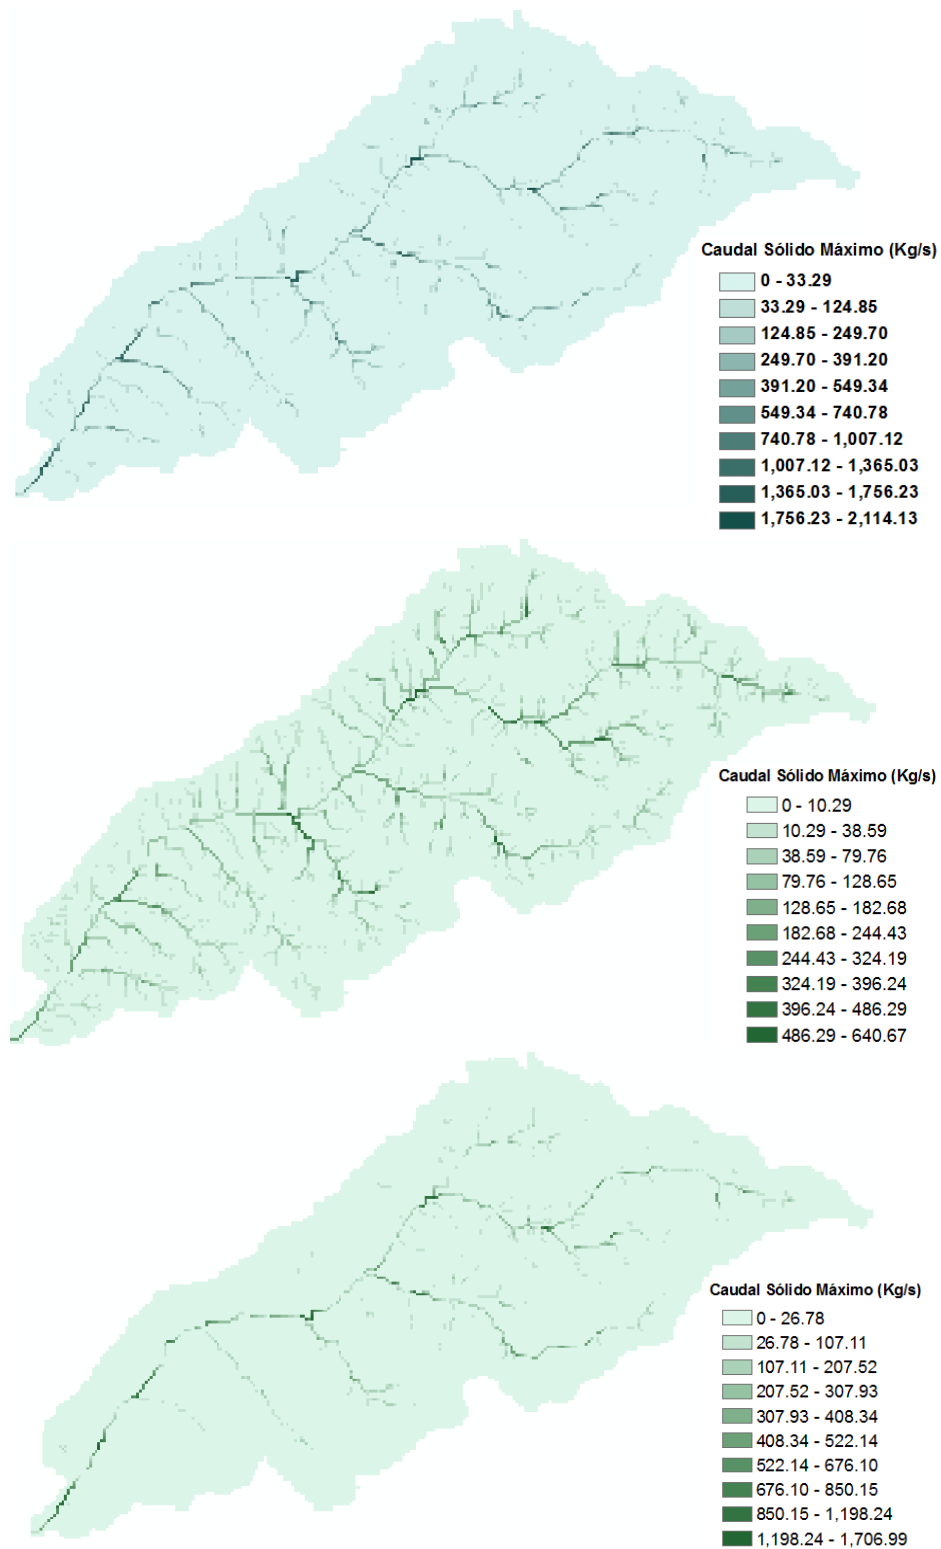 Caudal Sólido Máximo (Kg/s)
0 - 33.29
33.29 - 124.85
124.85 - 249.70
249.70 - 391.20
391.20 - 549.34
549.34 - 740.78
740.78 - 1,007.12
1,007.12 - 1,365.03
1,365.03 - 1,756.23
1,756.23 - 2,114.13
Caudal Sólido Máximo (Kg/s)
0 - 10.29
10.29 - 38.59
38.59 - 79.76
79.76 - 128.65
128.65 - 182.68
182.68 - 244.43
244.43 - 324.19
324.19 - 396.24
396.24 - 486.29
486.29 - 640.67
Caudal Sólido Máximo (Kg/s)
0 - 26.78
26.78 - 107.11
107.11 - 207.52
207.52 - 307.93
307.93 - 408.34
408.34 - 522.14
522.14 - 676.10
676.10 - 850.15
850.15 - 1,198.24
1,198.24 - 1,706.99